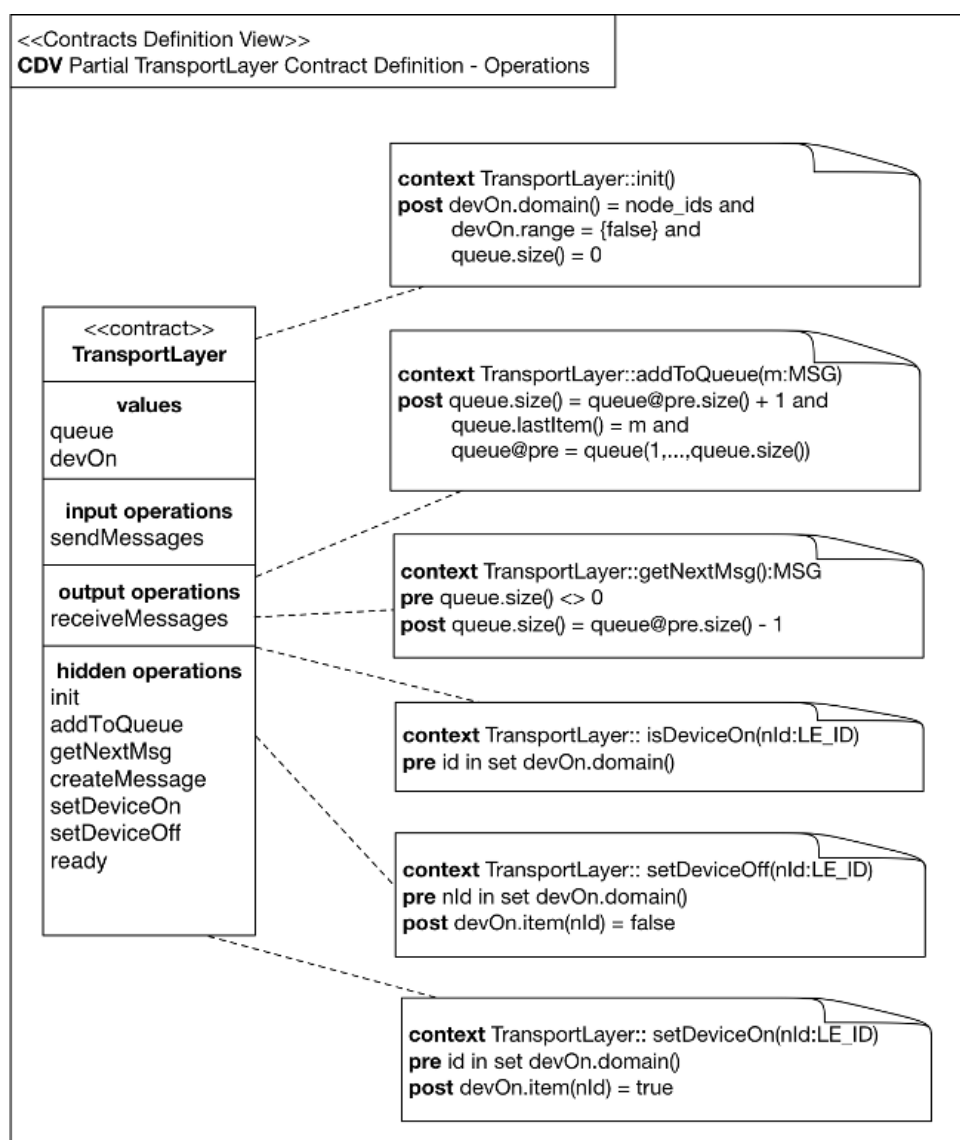 <<Contracts Definition View>>
CDV Partial TransportLayer Contract Definition - Operations
context TransportLayer::init()
post devOn.domain() = node_ids and
devOn.range = {false} and
queue.size() = 0
<<contract>>
TransportLayer
values
queue
devOn
input operations
sendMessages
output operations
receiveMessages
hidden operations
init
addToQueue
getNextMsg
createMessage
setDeviceOn
setDeviceOff
ready
context TransportLayer::addToQueue(m:MSG)
post queue.size() = queue@pre.size() + 1 and
queue.lastItem() = m and
queue@pre = queue(1,...,queue.size())
context TransportLayer::getNextMsg():MSG
pre queue.size() <> 0
post queue.size() = queue@pre.size() - 1
context TransportLayer:: isDeviceOn(nId:LE_ID)
pre id in set devOn.domain()
context TransportLayer:: setDeviceOff(nId:LE_ID)
pre nId in set devOn.domain()
post devOn.item(nId) = false
context TransportLayer:: setDeviceOn(nId:LE_ID)
pre id in set devOn.domain()
post devOn.item(nId) = true